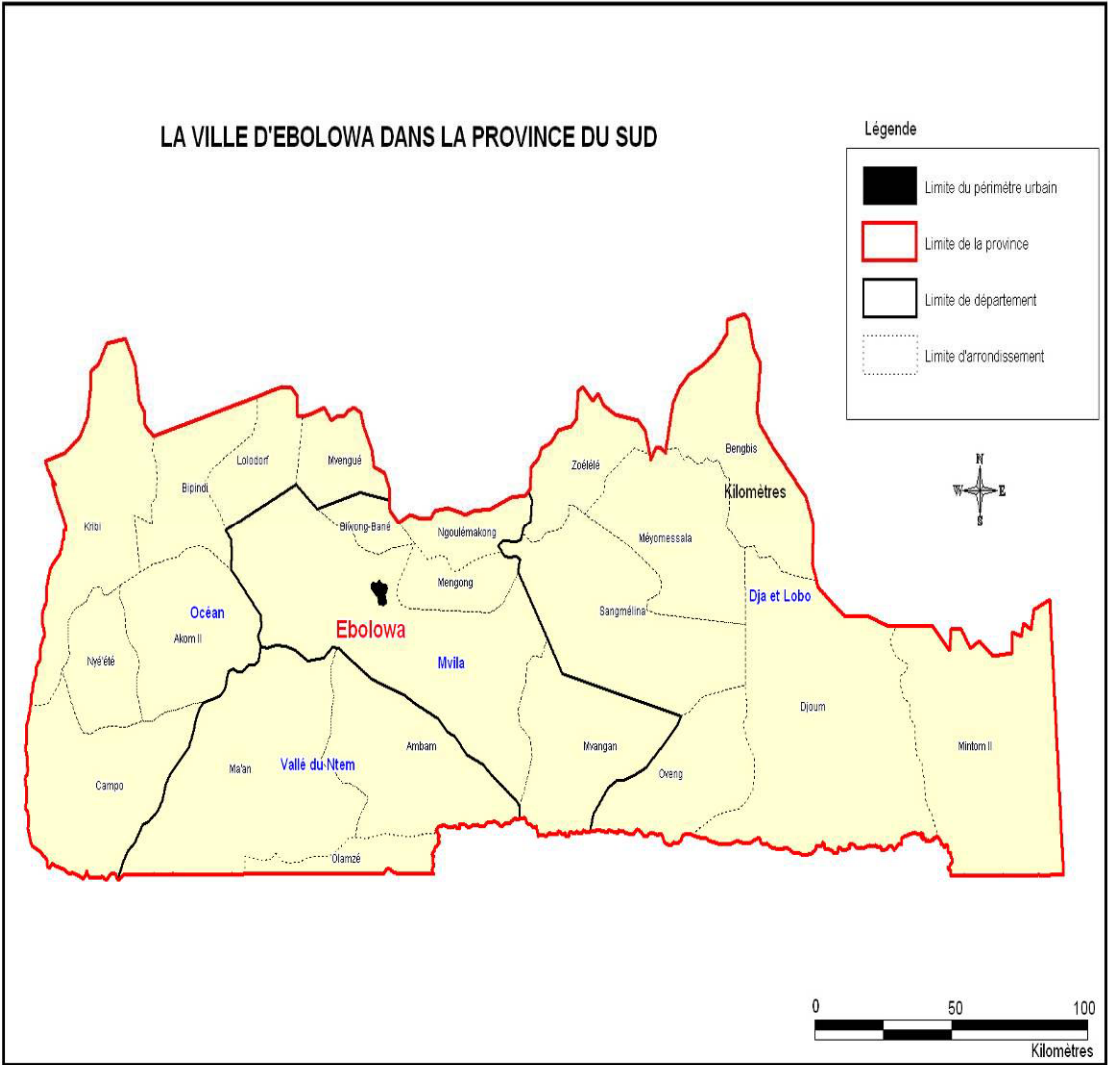 LA VILLE D'EBOLOWA DANS LA PROVINCE DU SUD
Légende
Limite du périmètre urbain
Limite de la province
Limite de département
Limite d'arrondissement
N
W E
S
Bengbis
Kilomètres
Lolodorf
Mvengué
Zoétélé
Bipindi
Kribi
Biwong-Bané
Ngoulémakong
Méyomessala
Mengong
Dja et Lobo
Océan
Sangmélina
Akom II
Ebolowa
Nyé'été
Mvila
Djoum
Ambam
Mvangan
Mintom II
Vallé du Ntem
Ma'an
Oveng
Campo
Olamzé
0 50 100
Kilomètres